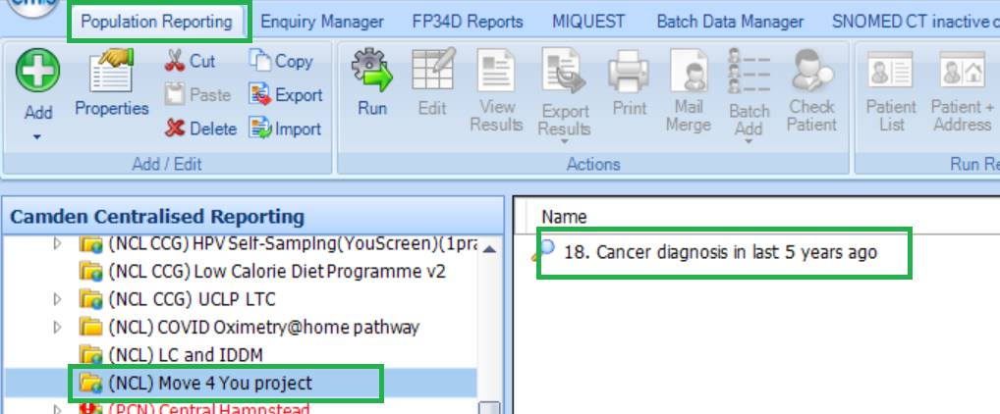 emis
Population Reporting Enquiry Manager FP34D Reports MIQUEST Batch Data Manager SNOMED CT inactive c
Add
Properties
Cut
Paste
Delete
Copy
Export
Import
Add / Edit
Run
Edit
View
Results
Export
Results
Print
Mail
Merge
Batch
Add
Check
Patient
Actions
Patient
List
Patient +
Address
Run Re
Camden Centralised Reporting
(NCL CCG) HPV Self-SampIng(YouScreen)(1pra
(NCL CCG) Low Calorie Diet Programme v2
(NCL CCG) UCLP LTC
(NCL) COVID Oximetry@home pathway
(NCL) LC and IDDM
(NCL) Move 4 You project
(PCN) Central Hampstead
Name
18. Cancer diagnosis in last 5 years ago